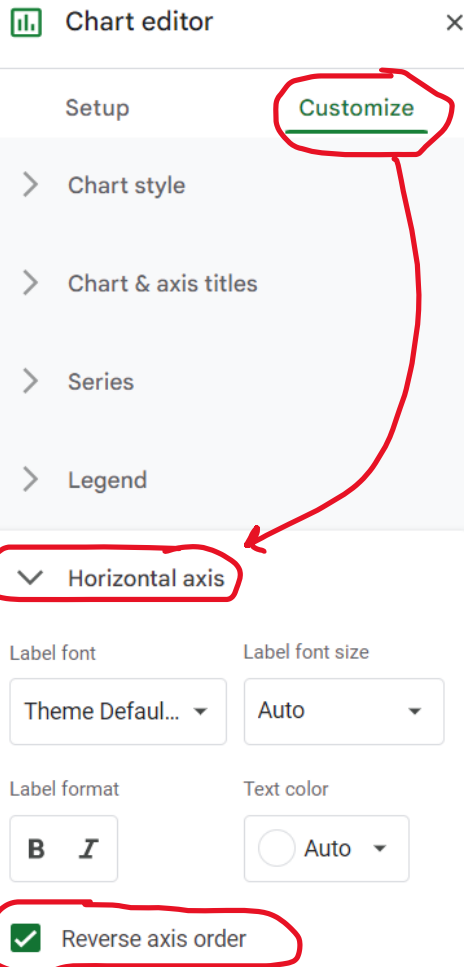 Chart editor
Setup Customize
Chart style
Chart & axis titles
Series
Legend
Horizontal axis
Label font Label font size
Theme Defaul... Auto
Label format Text color
B I Auto
Reverse axis order